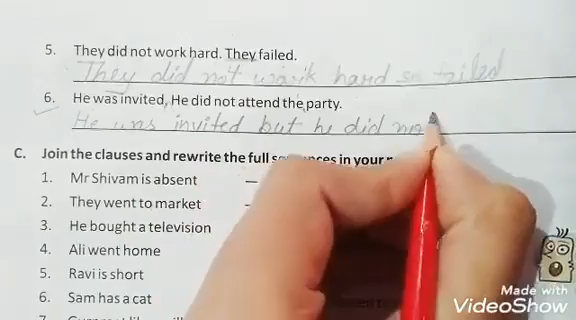 5. They did not work hard. They failed.
They did not work hard so failed
6. He was invited, He did not attend the party.
He was invited but he did
C. Join the clauses and rewrite the full in your
1. Mr Shivam is absent
2. They went to market
3. He bought a television
4. Ali went home
5. Ravi is short
6. Sam has a cat
Made with
VideoShow